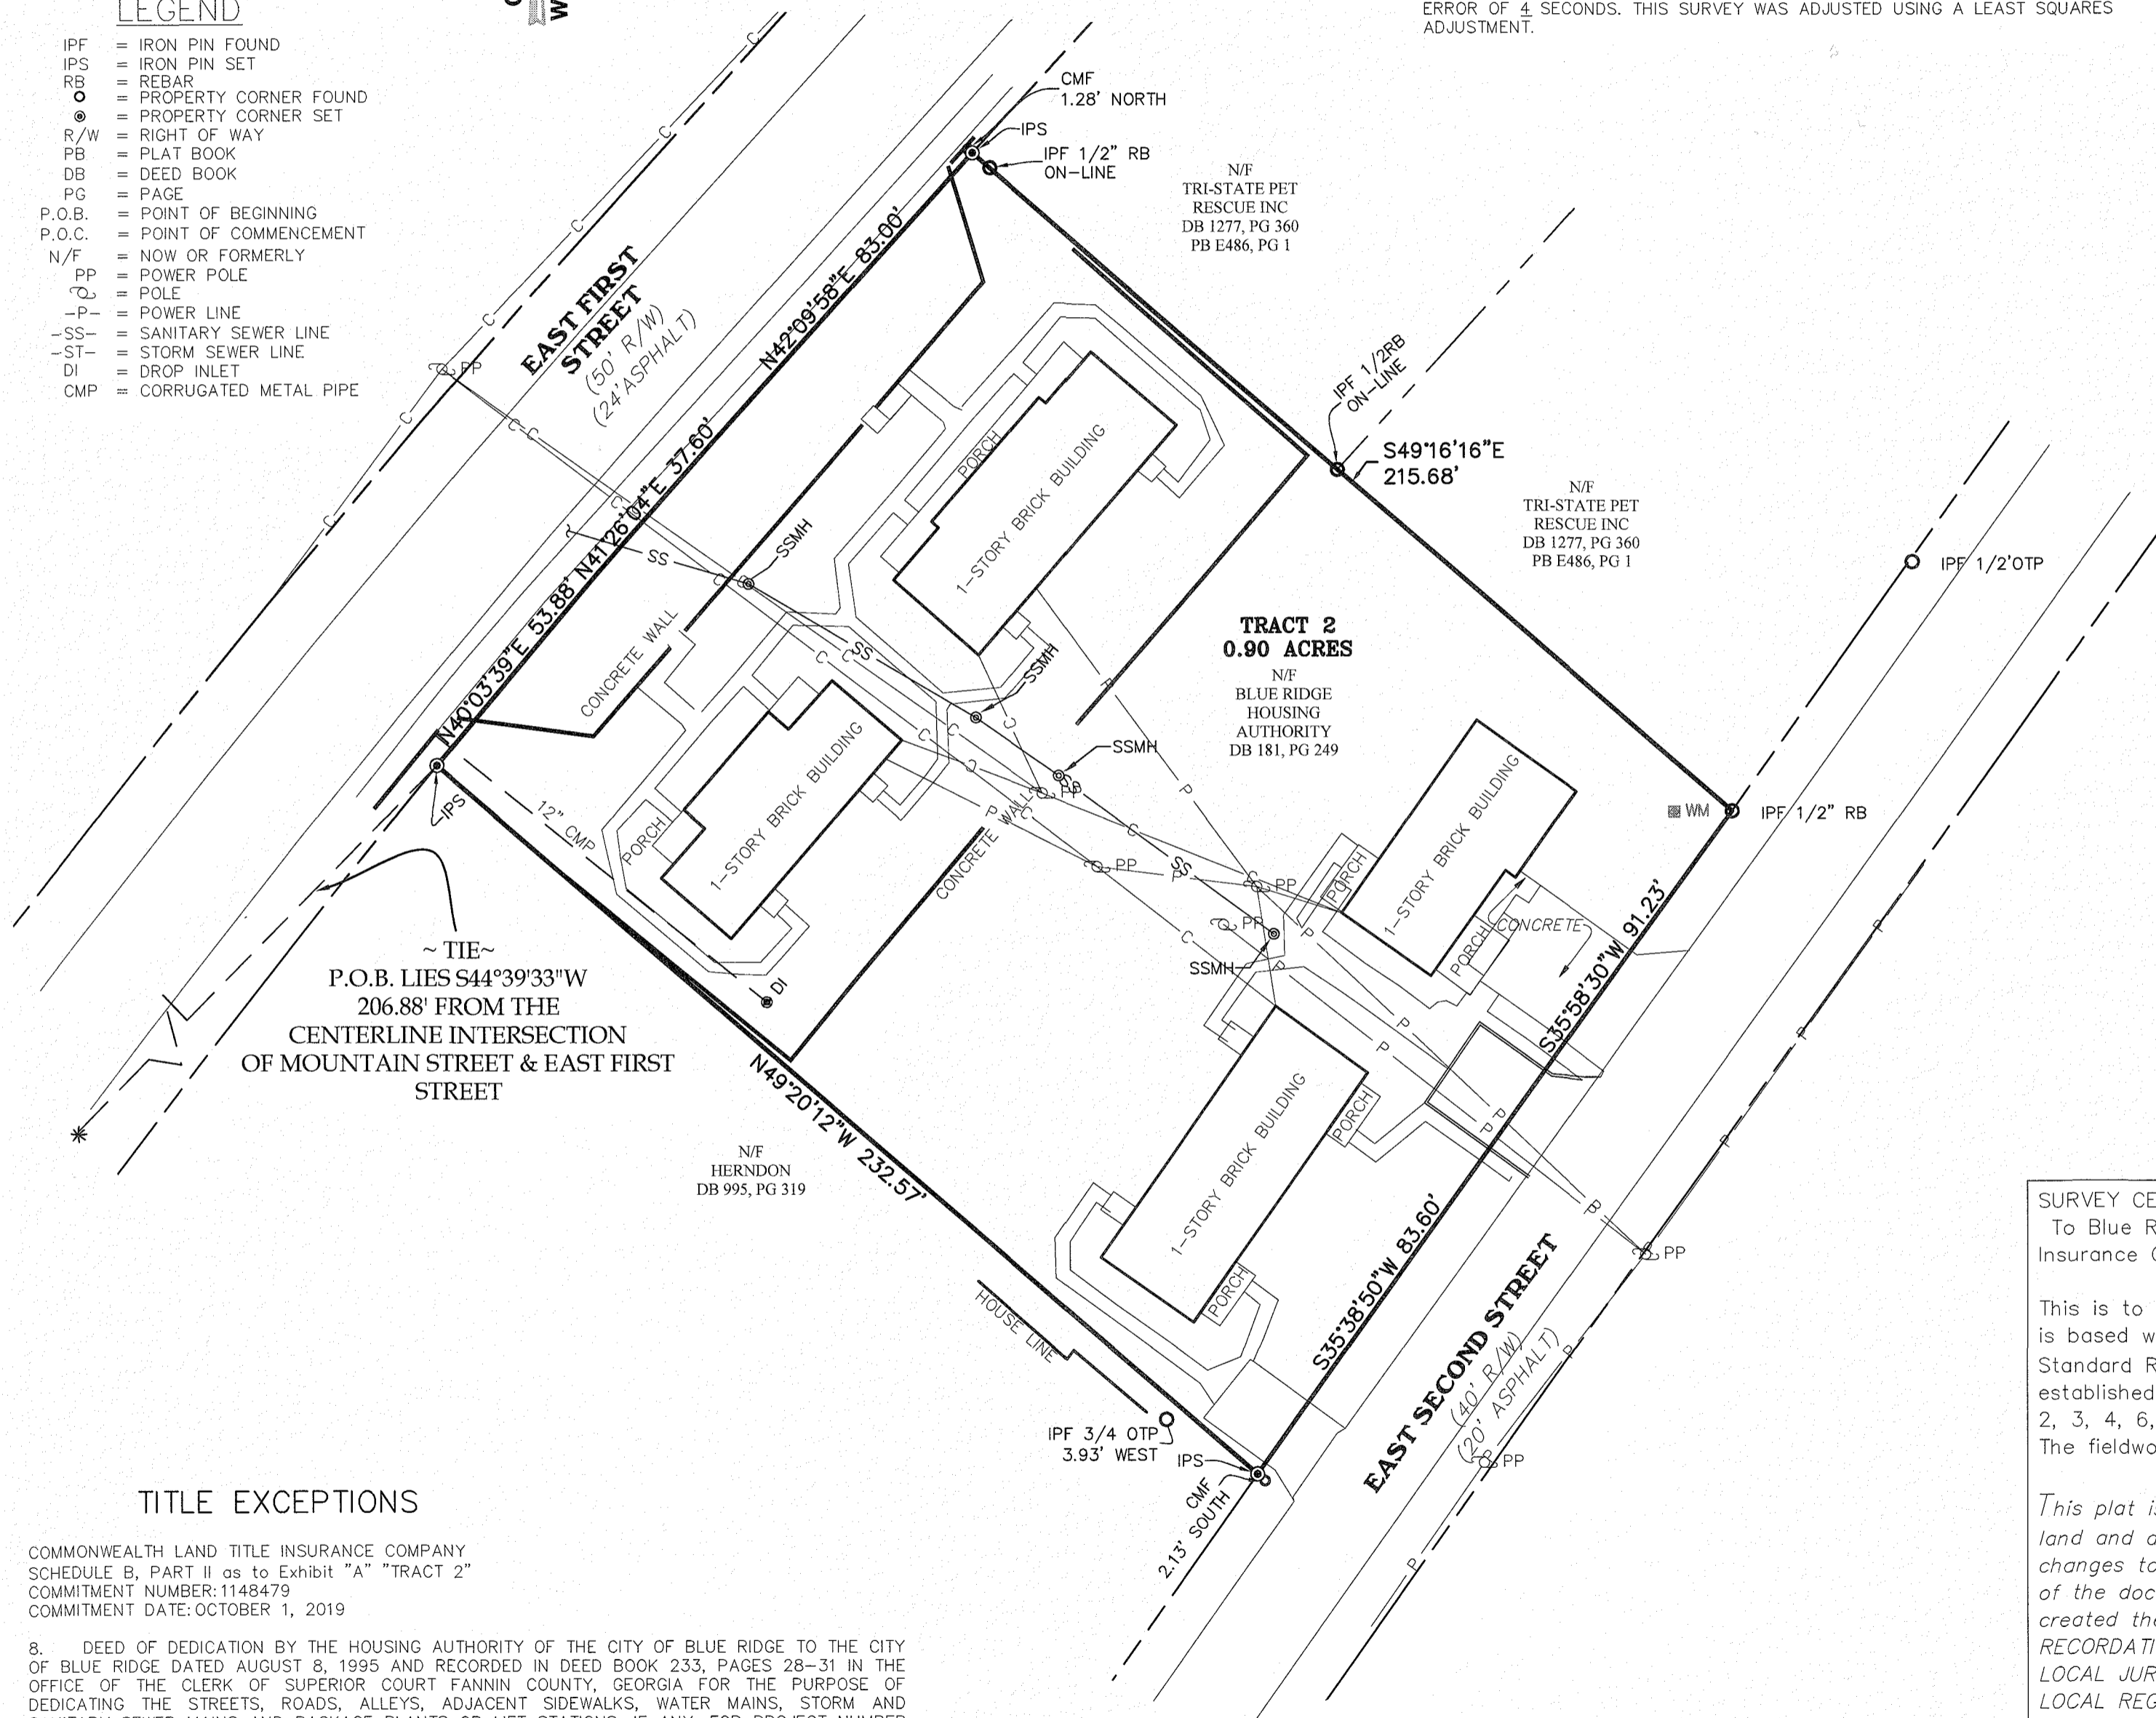 LEGEND
IPF = IRON PIN FOUND
IPS = IRON PIN SET
RB = REBAR
= PROPERTY CORNER FOUND
= PROPERTY CORNER SET
R/W = RIGHT OF WAY
PB = PLAT BOOK
DB = DEED BOOK
PG = PAGE
P.O.B. = POINT OF BEGINNING
P.O.C. = POINT OF COMMENCEMENT
N/F = NOW OR FORMERLY
PP = POWER POLE
= POLE
-P- = POWER LINE
-SS- = SANITARY SEWER LINE
-ST- = STORM SEWER LINE
DI = DROP INLET
CMP = CORRUGATED METAL PIPE
ERROR OF 4 SECONDS. THIS SURVEY WAS ADJUSTED USING A LEAST SQUARES
ADJUSTMENT.
CMF
1.28' NORTH
IPS
IPF 1/2" RB
ON-LINE
N/F
TRI-STATE PET
RESCUE INC
DB 1277, PG 360
PB E486, PG 1
EAST FIRST
STREET
(50' R/W)
(24' ASPHALT)
N42°09'58"E 83.00'
N41°26'04"E 37.60'
N40°03'39"E 53.88'
IPF 1/2RB
ON-LINE
S49°16'16"E
215.68'
N/F
TRI-STATE PET
RESCUE INC
DB 1277, PG 360
PB E486, PG 1
IPF 1/2'OTP
PP
C
C
C
C
C
C
C
C
C
SS
SSMH
PORCH
1-STORY BRICK BUILDING
TRACT 2
0.90 ACRES
N/F
BLUE RIDGE
HOUSING
AUTHORITY
DB 181, PG 249
CONCRETE WALL
SS
SSMH
SSMH
P
P
PP
IPS
12" CMP
PORCH
1-STORY BRICK BUILDING
DI
CONCRETE WALL
C
C
PP
SS
P
PP
PP
SSMH
PORCH
1-STORY BRICK BUILDING
PORCH
CONCRETE
WM
IPF 1/2" RB
S35°58'30"W 91.23'
~ TIE~
P.O.B. LIES S44°39'33"W
206.88' FROM THE
CENTERLINE INTERSECTION
OF MOUNTAIN STREET & EAST FIRST
STREET
N49°20'12"W 232.57'
N/F
HERNDON
DB 995, PG 319
P
P
P
P
PORCH
1-STORY BRICK BUILDING
PORCH
S35°38'50"W 83.60'
PP
HOUSE LINE
IPF 3/4 OTP
3.93' WEST
IPS
CMF
2.13' SOUTH
EAST SECOND STREET
(40' R/W)
(20' ASPHALT)
PP
P
P
P
P
P
SURVEY CE
To Blue R
Insurance
This is to
is based w
Standard R
established
2, 3, 4, 6,
The fieldwo
This plat is
land and
changes to
of the doc
created the
RECORDATI
LOCAL JUR
LOCAL REG
TITLE EXCEPTIONS
COMMONWEALTH LAND TITLE INSURANCE COMPANY
SCHEDULE B, PART II as to Exhibit "A" "TRACT 2"
COMMITMENT NUMBER:1148479
COMMITMENT DATE:OCTOBER 1, 2019
8. DEED OF DEDICATION BY THE HOUSING AUTHORITY OF THE CITY OF BLUE RIDGE TO THE CITY
OF BLUE RIDGE DATED AUGUST 8, 1995 AND RECORDED IN DEED BOOK 233, PAGES 28-31 IN THE
OFFICE OF THE CLERK OF SUPERIOR COURT FANNIN COUNTY, GEORGIA FOR THE PURPOSE OF
DEDICATING THE STREETS, ROADS, ALLEYS, ADJACENT SIDEWALKS, WATER MAINS, STORM AND